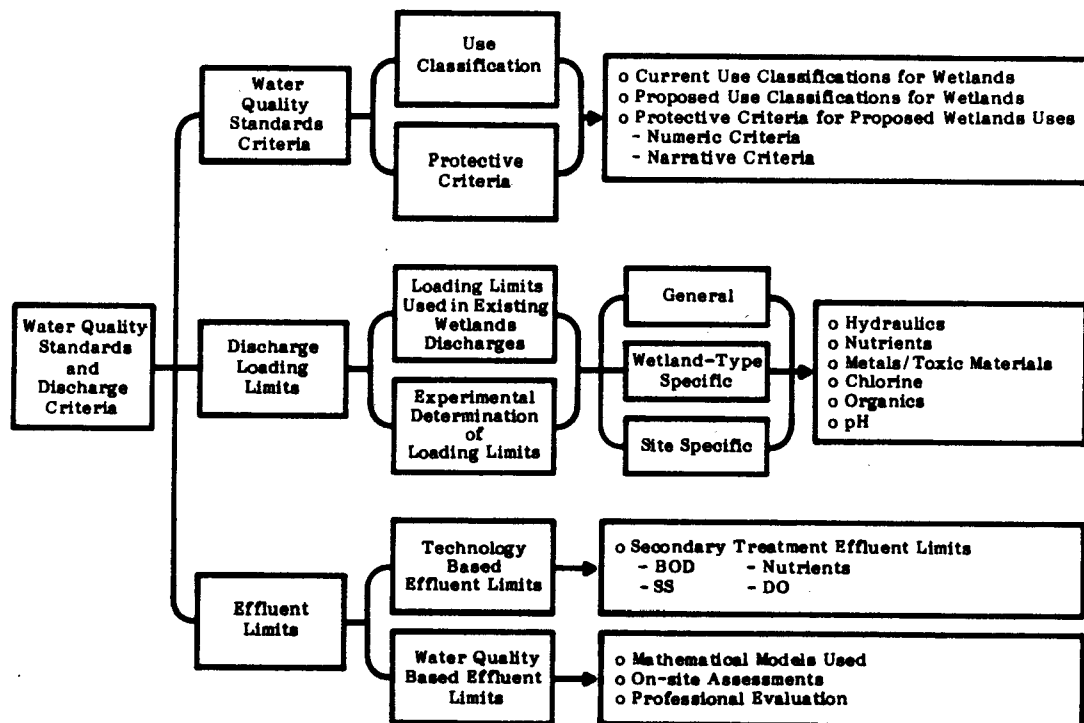 Water Quality
Standards
and
Discharge
Criteria
Water
Quality
Standards
Criteria
Use
Classification
Protective
Criteria
o Current Use Classifications for Wetlands
o Proposed Use Classifications for Wetlands
o Protective Criteria for Proposed Wetlands Uses
- Numeric Criteria
- Narrative Criteria
Discharge
Loading
Limits
Loading Limits
Used in Existing
Wetlands
Discharges
Experimental
Determination
of
Loading Limits
General
Wetland-Type
Specific
Site Specific
o Hydraulics
o Nutrients
o Metals/Toxic Materials
o Chlorine
o Organics
o pH
Effluent
Limits
Technology
Based
Effluent Limits
o Secondary Treatment Effluent Limits
- BOD - Nutrients
- SS - DO
Water Quality
Based Effluent
Limits
o Mathematical Models Used
o On-site Assessments
o Professional Evaluation